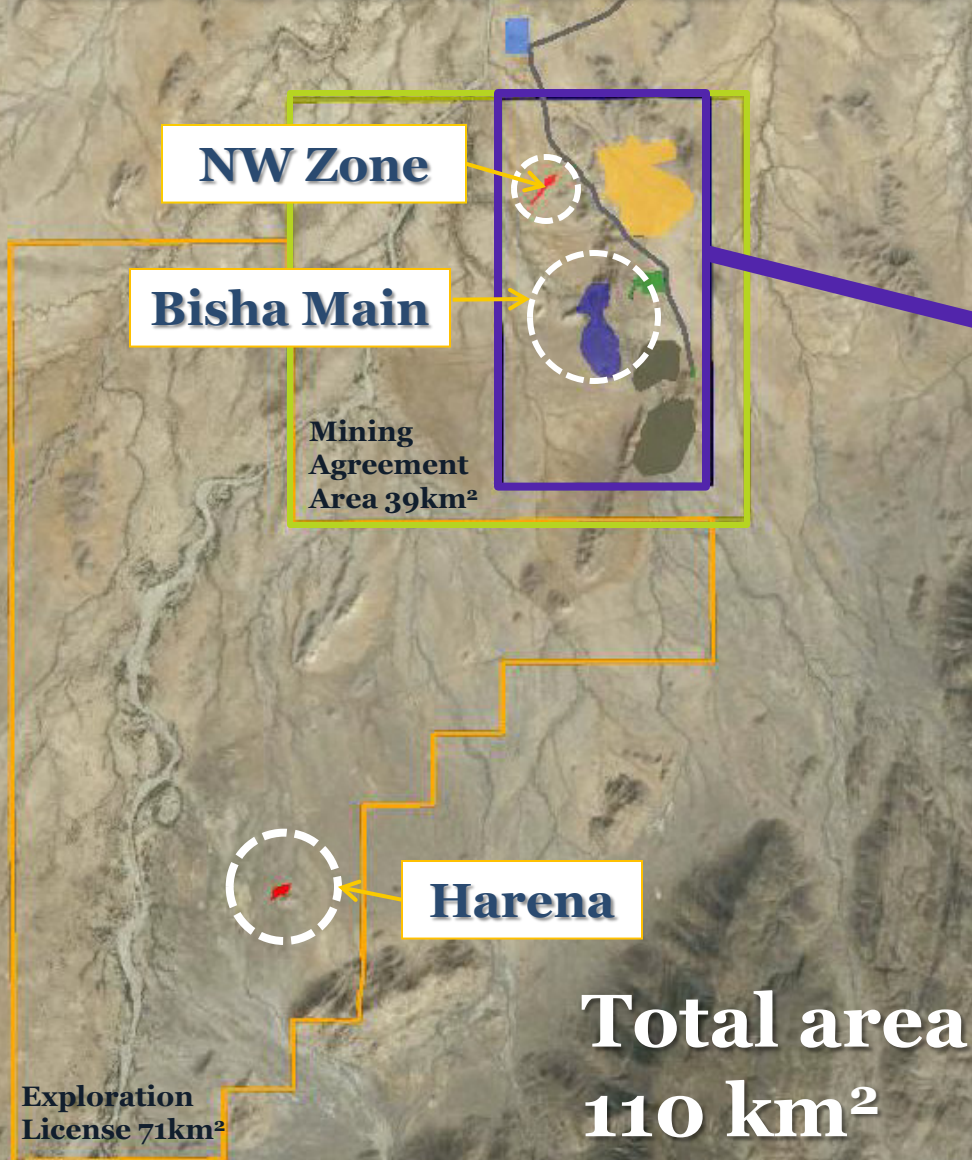 NW Zone
Bisha Main
Mining
Agreement
Area 39km²
Harena
Total area
110 km²
Exploration
License 71km²